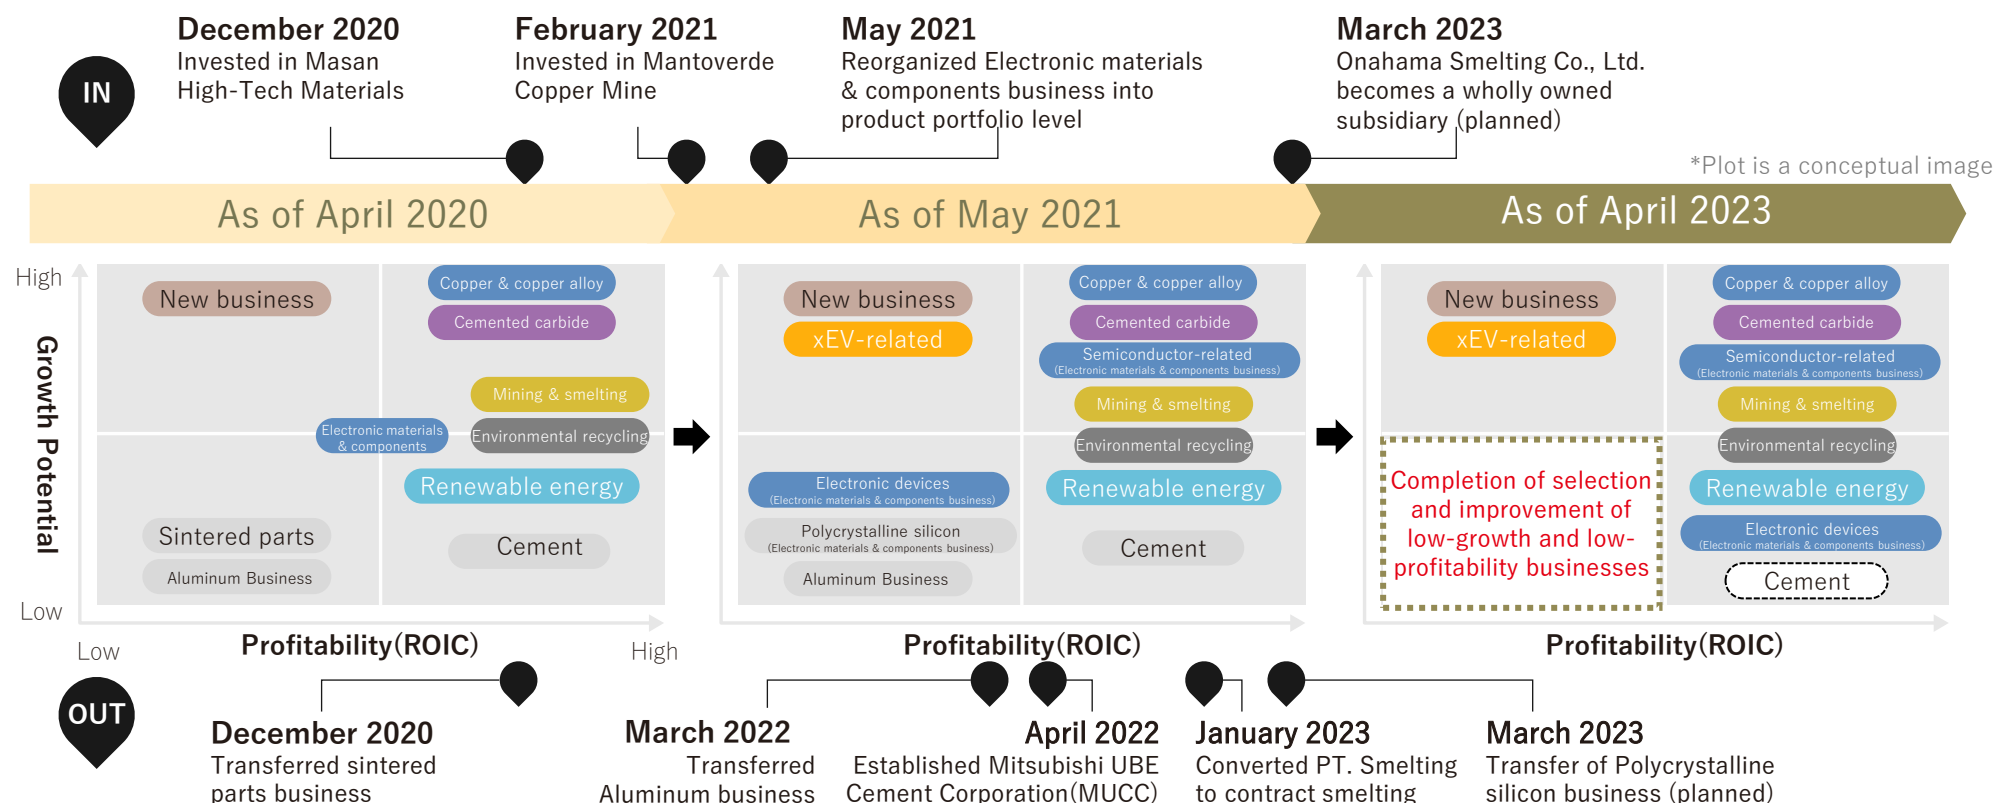 IN
December 2020
Invested in Masan
High-Tech Materials
February 2021
Invested in Mantoverde
Copper Mine
May 2021
Reorganized Electronic materials
& components business into
product portfolio level
March 2023
Onahama Smelting Co., Ltd.
becomes a wholly owned
subsidiary (planned)
*Plot is a conceptual image
As of April 2020
As of May 2021
As of April 2023
High
Growth Potential
Low
New business
Copper & copper alloy
Cemented carbide
Mining & smelting
Electronic materials
& components
Environmental recycling
Renewable energy
Sintered parts
Cement
Aluminum Business
Low
Profitability(ROIC)
High
New business
xEV-related
Copper & copper alloy
Cemented carbide
Semiconductor-related
(Electronic materials & components business)
Mining & smelting
Environmental recycling
Electronic devices
(Electronic materials & components business)
Renewable energy
Polycrystalline silicon
(Electronic materials & components business)
Cement
Aluminum Business
Profitability(ROIC)
New business
xEV-related
Copper & copper alloy
Cemented carbide
Semiconductor-related
(Electronic materials & components business)
Mining & smelting
Environmental recycling
Completion of selection
and improvement of
low-growth and low-
profitability businesses
Renewable energy
Electronic devices
(Electronic materials & components business)
Cement
Profitability(ROIC)
OUT
December 2020
Transferred sintered
parts business
March 2022
Transferred
Aluminum business
April 2022
Established Mitsubishi UBE
Cement Corporation(MUCC)
January 2023
Converted PT. Smelting
to contract smelting
March 2023
Transfer of Polycrystalline
silicon business (planned)